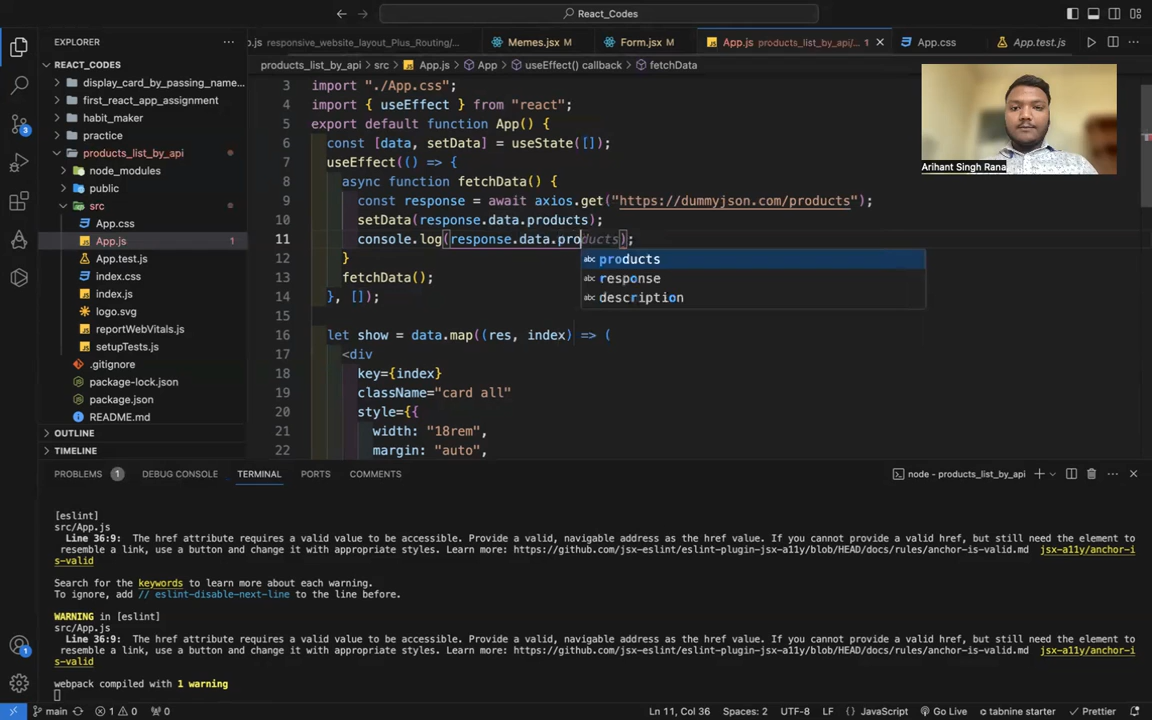 React_Codes
EXPLORER
REACT_CODES
display_card_by_passing_name...
first_react_app_assignment
habit_maker
practice
products_list_by_api
node_modules
public
src
App.css
App.js 1
App.test.js
index.css
index.js
logo.svg
reportWebVitals.js
setupTests.js
.gitignore
package-lock.json
package.json
README.md
OUTLINE
TIMELINE
.js responsive_website_layout_Plus_Routing/... Memes.jsx M Form.jsx M App.js products_list_by_api/... 1 App.css App.test.js
products_list_by_api > src > App.js > App > useEffect() callback > fetchData
3 import "./App.css";
4 import { useEffect } from "react";
5 export default function App() {
6 const [data, setData] = useState([]);
7 useEffect(() => {
8 async function fetchData() {
9 const response = await axios.get("https://dummyjson.com/products");
10 setData(response.data.products);
11 console.log(response.data.products);
12 }
13 fetchData();
14 }, []);
15
16 let show = data.map((res, index) => (
17 <div
18 key={index}
19 className="card all"
20 style={{
21 width: "18rem",
22 margin: "auto",
abc products
abc response
abc description
Arihant Singh Rana
PROBLEMS 1 DEBUG CONSOLE TERMINAL PORTS COMMENTS
node - products_list_by_api
[eslint]
src/App.js
Line 36:9: The href attribute requires a valid value to be accessible. Provide a valid, navigable address as the href value. If you cannot provide a valid href, but still need the element to
resemble a link, use a button and change it with appropriate styles. Learn more: https://github.com/jsx-eslint/eslint-plugin-jsx-a11y/blob/HEAD/docs/rules/anchor-is-valid.md jsx-a11y/anchor-i
s-valid
Search for the keywords to learn more about each warning.
To ignore, add // eslint-disable-next-line to the line before.
WARNING in [eslint]
src/App.js
Line 36:9: The href attribute requires a valid value to be accessible. Provide a valid, navigable address as the href value. If you cannot provide a valid href, but still need the element to
resemble a link, use a button and change it with appropriate styles. Learn more: https://github.com/jsx-eslint/eslint-plugin-jsx-a11y/blob/HEAD/docs/rules/anchor-is-valid.md jsx-a11y/anchor-i
s-valid
webpack compiled with 1 warning
main 1 0 0 Ln 11, Col 36 Spaces: 2 UTF-8 LF {} JavaScript Go Live tabnine starter Prettier
3
1